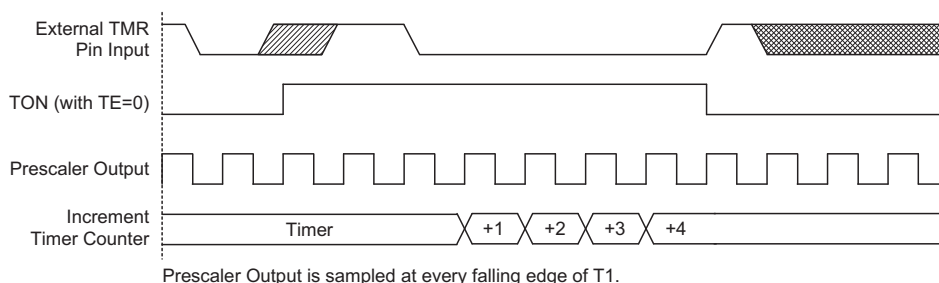 External TMR
Pin Input
TON (with TE=0)
Prescaler Output
Increment
Timer Counter
Timer
+1
+2
+3
+4
Prescaler Output is sampled at every falling edge of T1.